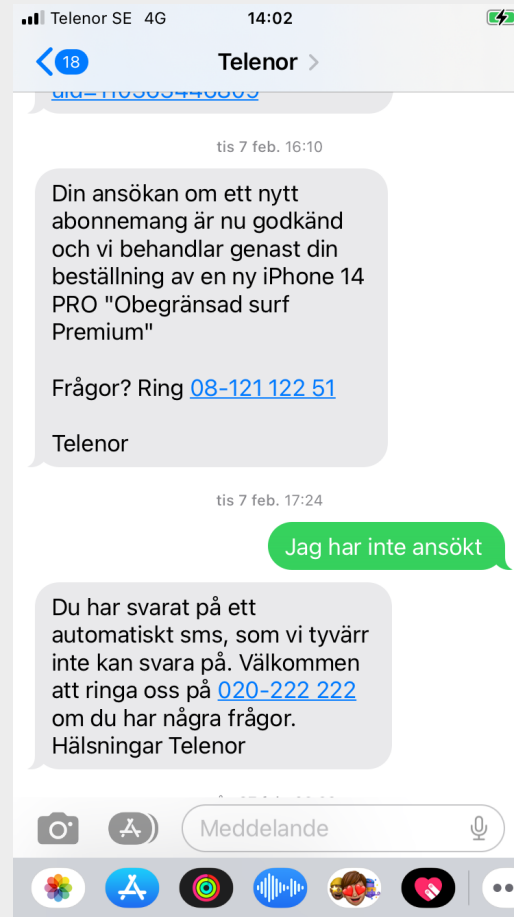 Telenor SE 4G 14:02
18 Telenor
tis 7 feb. 16:10
Din ansökan om ett nytt
abonnemang är nu godkänd
och vi behandlar genast din
beställning av en ny iPhone 14
PRO "Obegränsad surf
Premium"
Frågor? Ring 08-121 122 51
Telenor
tis 7 feb. 17:24
Jag har inte ansökt
Du har svarat på ett
automatiskt sms, som vi tyvärr
inte kan svara på. Välkommen
att ringa oss på 020-222 222
om du har några frågor.
Hälsningar Telenor
Meddelande